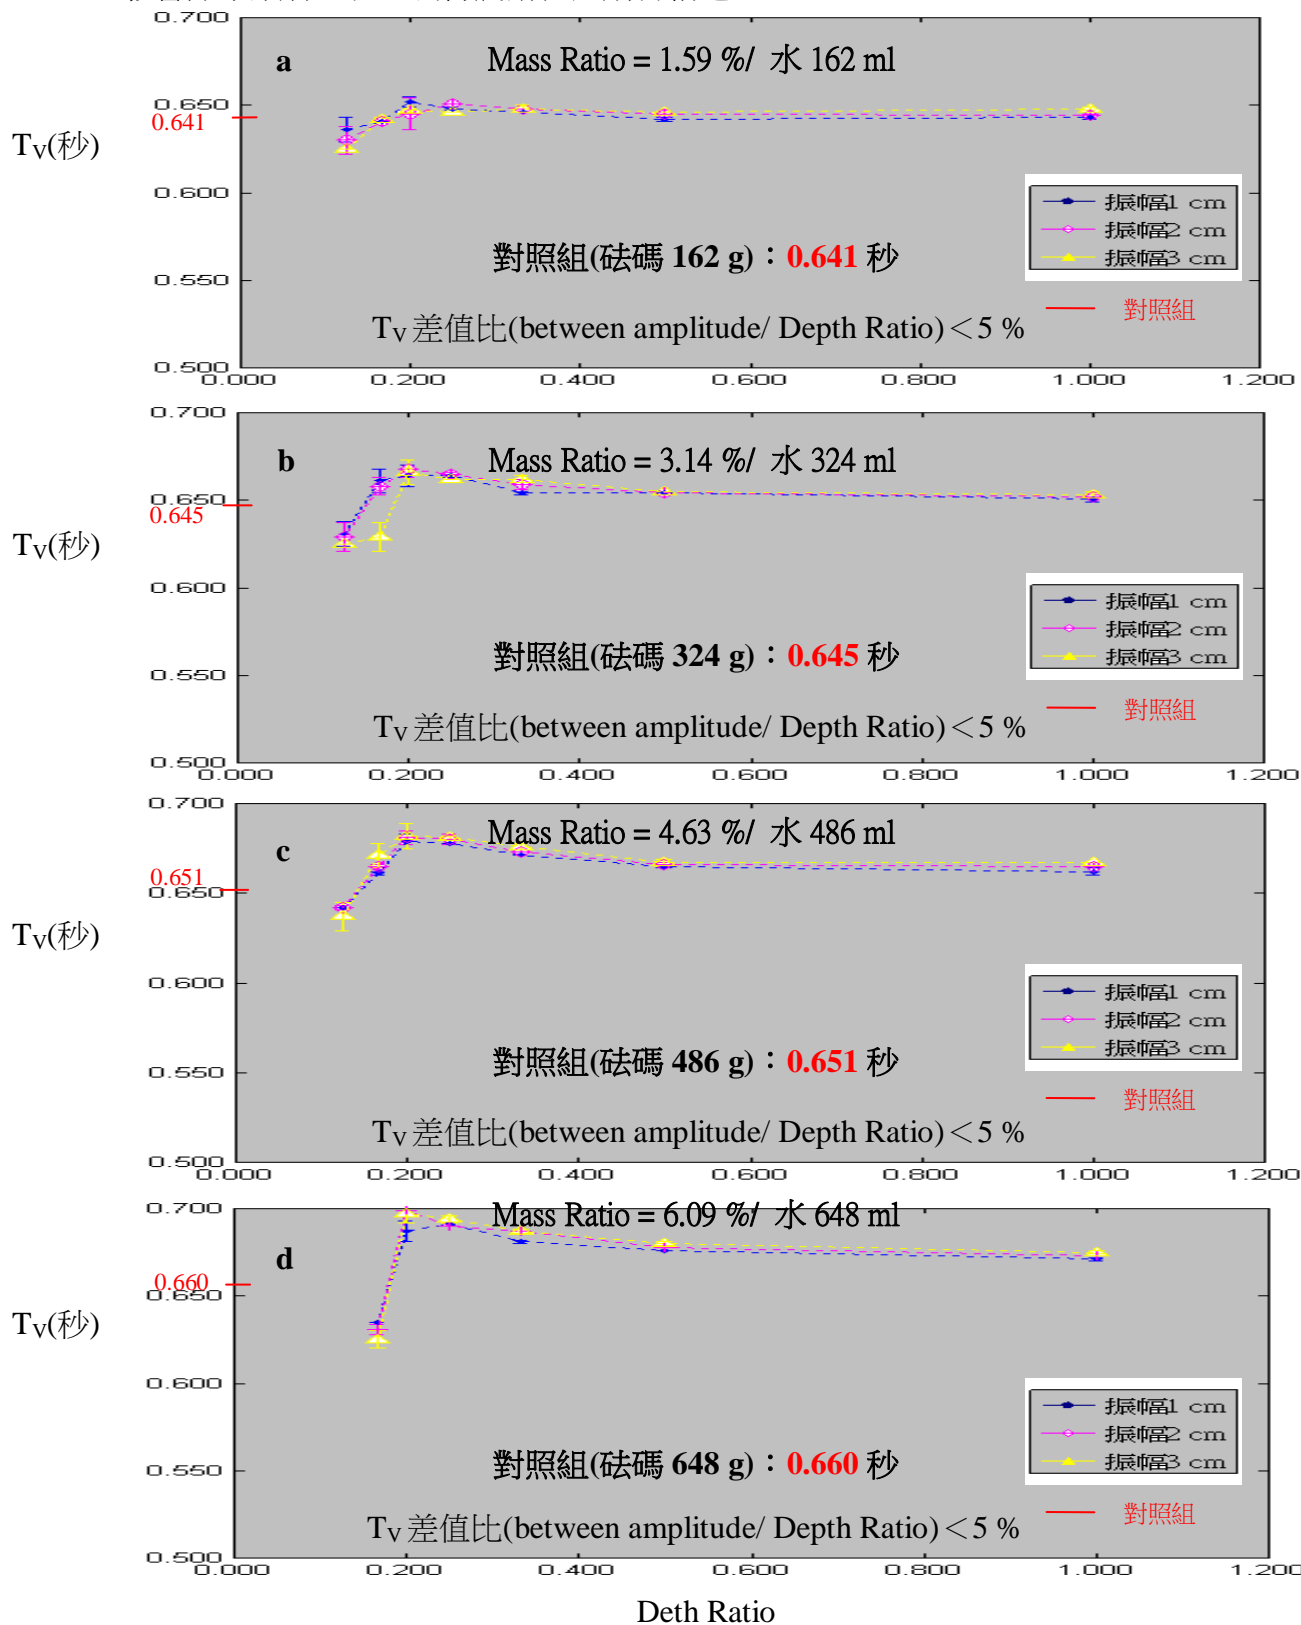 0.700
a
Mass Ratio = 1.59 %/ 水 162 ml
0.650
0.641
TV(秒)
0.600
振幅1 cm
振幅2 cm
振幅3 cm
對照組(砝碼 162 g)：0.641 秒
0.550
對照組
TV 差值比(between amplitude/ Depth Ratio)＜5 %
0.500
0.000 0.200 0.400 0.600 0.800 1.000 1.200
0.700
b
Mass Ratio = 3.14 %/ 水 324 ml
0.650
0.645
TV(秒)
0.600
振幅1 cm
振幅2 cm
振幅3 cm
對照組(砝碼 324 g)：0.645 秒
0.550
對照組
TV 差值比(between amplitude/ Depth Ratio)＜5 %
0.500
0.000 0.200 0.400 0.600 0.800 1.000 1.200
0.700
Mass Ratio = 4.63 %/ 水 486 ml
c
0.651
0.650
TV(秒)
0.600
振幅1 cm
振幅2 cm
振幅3 cm
對照組(砝碼 486 g)：0.651 秒
0.550
對照組
TV 差值比(between amplitude/ Depth Ratio)＜5 %
0.500
0.000 0.200 0.400 0.600 0.800 1.000 1.200
0.700
Mass Ratio = 6.09 %/ 水 648 ml
d
0.660
0.650
TV(秒)
0.600
振幅1 cm
振幅2 cm
振幅3 cm
對照組(砝碼 648 g)：0.660 秒
0.550
對照組
TV 差值比(between amplitude/ Depth Ratio)＜5 %
0.500
0.000 0.200 0.400 0.600 0.800 1.000 1.200
Deth Ratio